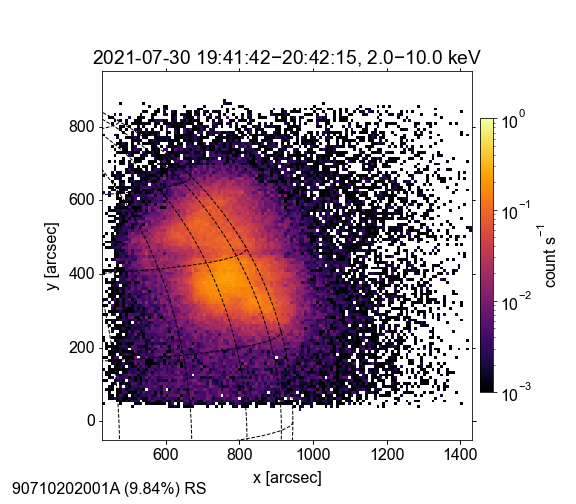 2021-07-30 19:41:42−20:42:15, 2.0−10.0 keV
800
600
400
200
0
y [arcsec]
600
800
1000
1200
1400
x [arcsec]
10⁰
10⁻¹
10⁻²
10⁻³
count s⁻¹
90710202001A (9.84%) RS